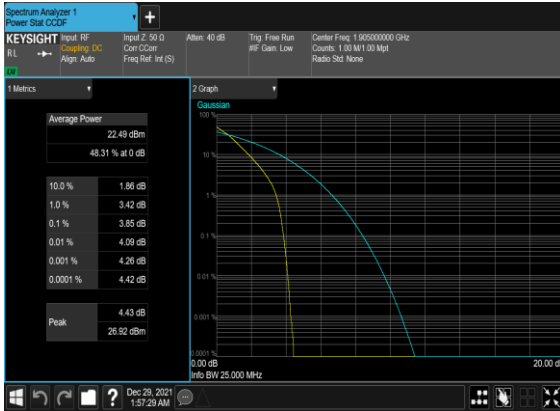 Spectrum Analyzer 1
Power Stat CCDF
KEYSIGHT
RL
LV
Input: RF
Coupling: DC
Align: Auto
Input Z: 50 Ω
Corr CCorr
Freq Ref: Int (S)
Atten: 40 dB
Trig: Free Run
#IF Gain: Low
Center Freq: 1.905000000 GHz
Counts: 1.00 M/1.00 Mpt
Radio Std: None
1 Metrics
Average Power
22.49 dBm
48.31 % at 0 dB
10.0 % 1.86 dB
1.0 % 3.42 dB
0.1 % 3.85 dB
0.01 % 4.09 dB
0.001 % 4.26 dB
0.0001 % 4.42 dB
Peak
4.43 dB
26.92 dBm
2 Graph
Gaussian
100 %
10 %
1 %
0.1 %
0.01 %
0.001 %
0.0001 %
0.00 dB
20.00 d
Info BW 25.000 MHz
?
Dec 29, 2021
1:57:29 AM